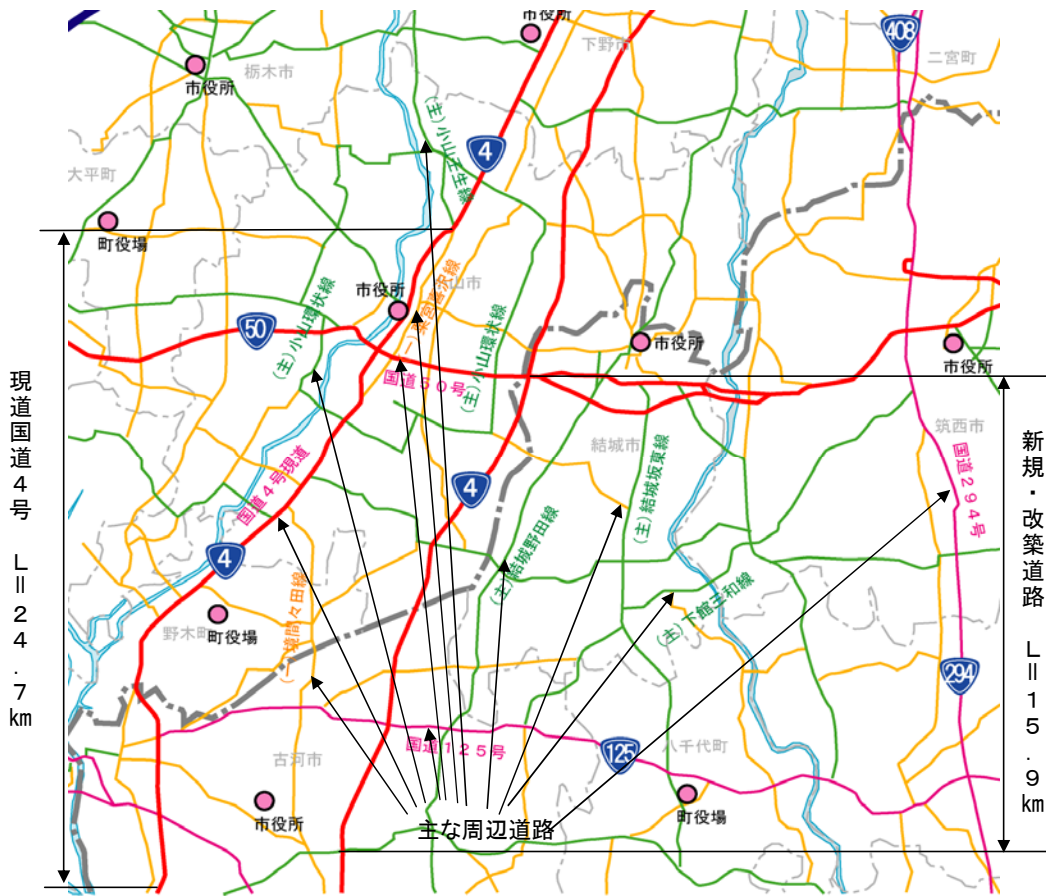 市役所
下野市
408
二宮町
市役所
栃木市
(主)小山壬生線
4
大平町
町役場
(主)小山環状線
市役所
(一)粟宮喜沢線
山市
50
(主)小山環状線
市役所
市役所
国道50号
現道国道4号 L=24.7km
結城市
筑西市
新規・改築道路 L=15.9km
(主)結城坂東線
国道294号
国道4号現道
4
4
(主)結城野田線
(主)下館三和線
野木町
町役場
(一)境間々田線
294
国道125号
125
八千代町
古河市
市役所
町役場
主な周辺道路